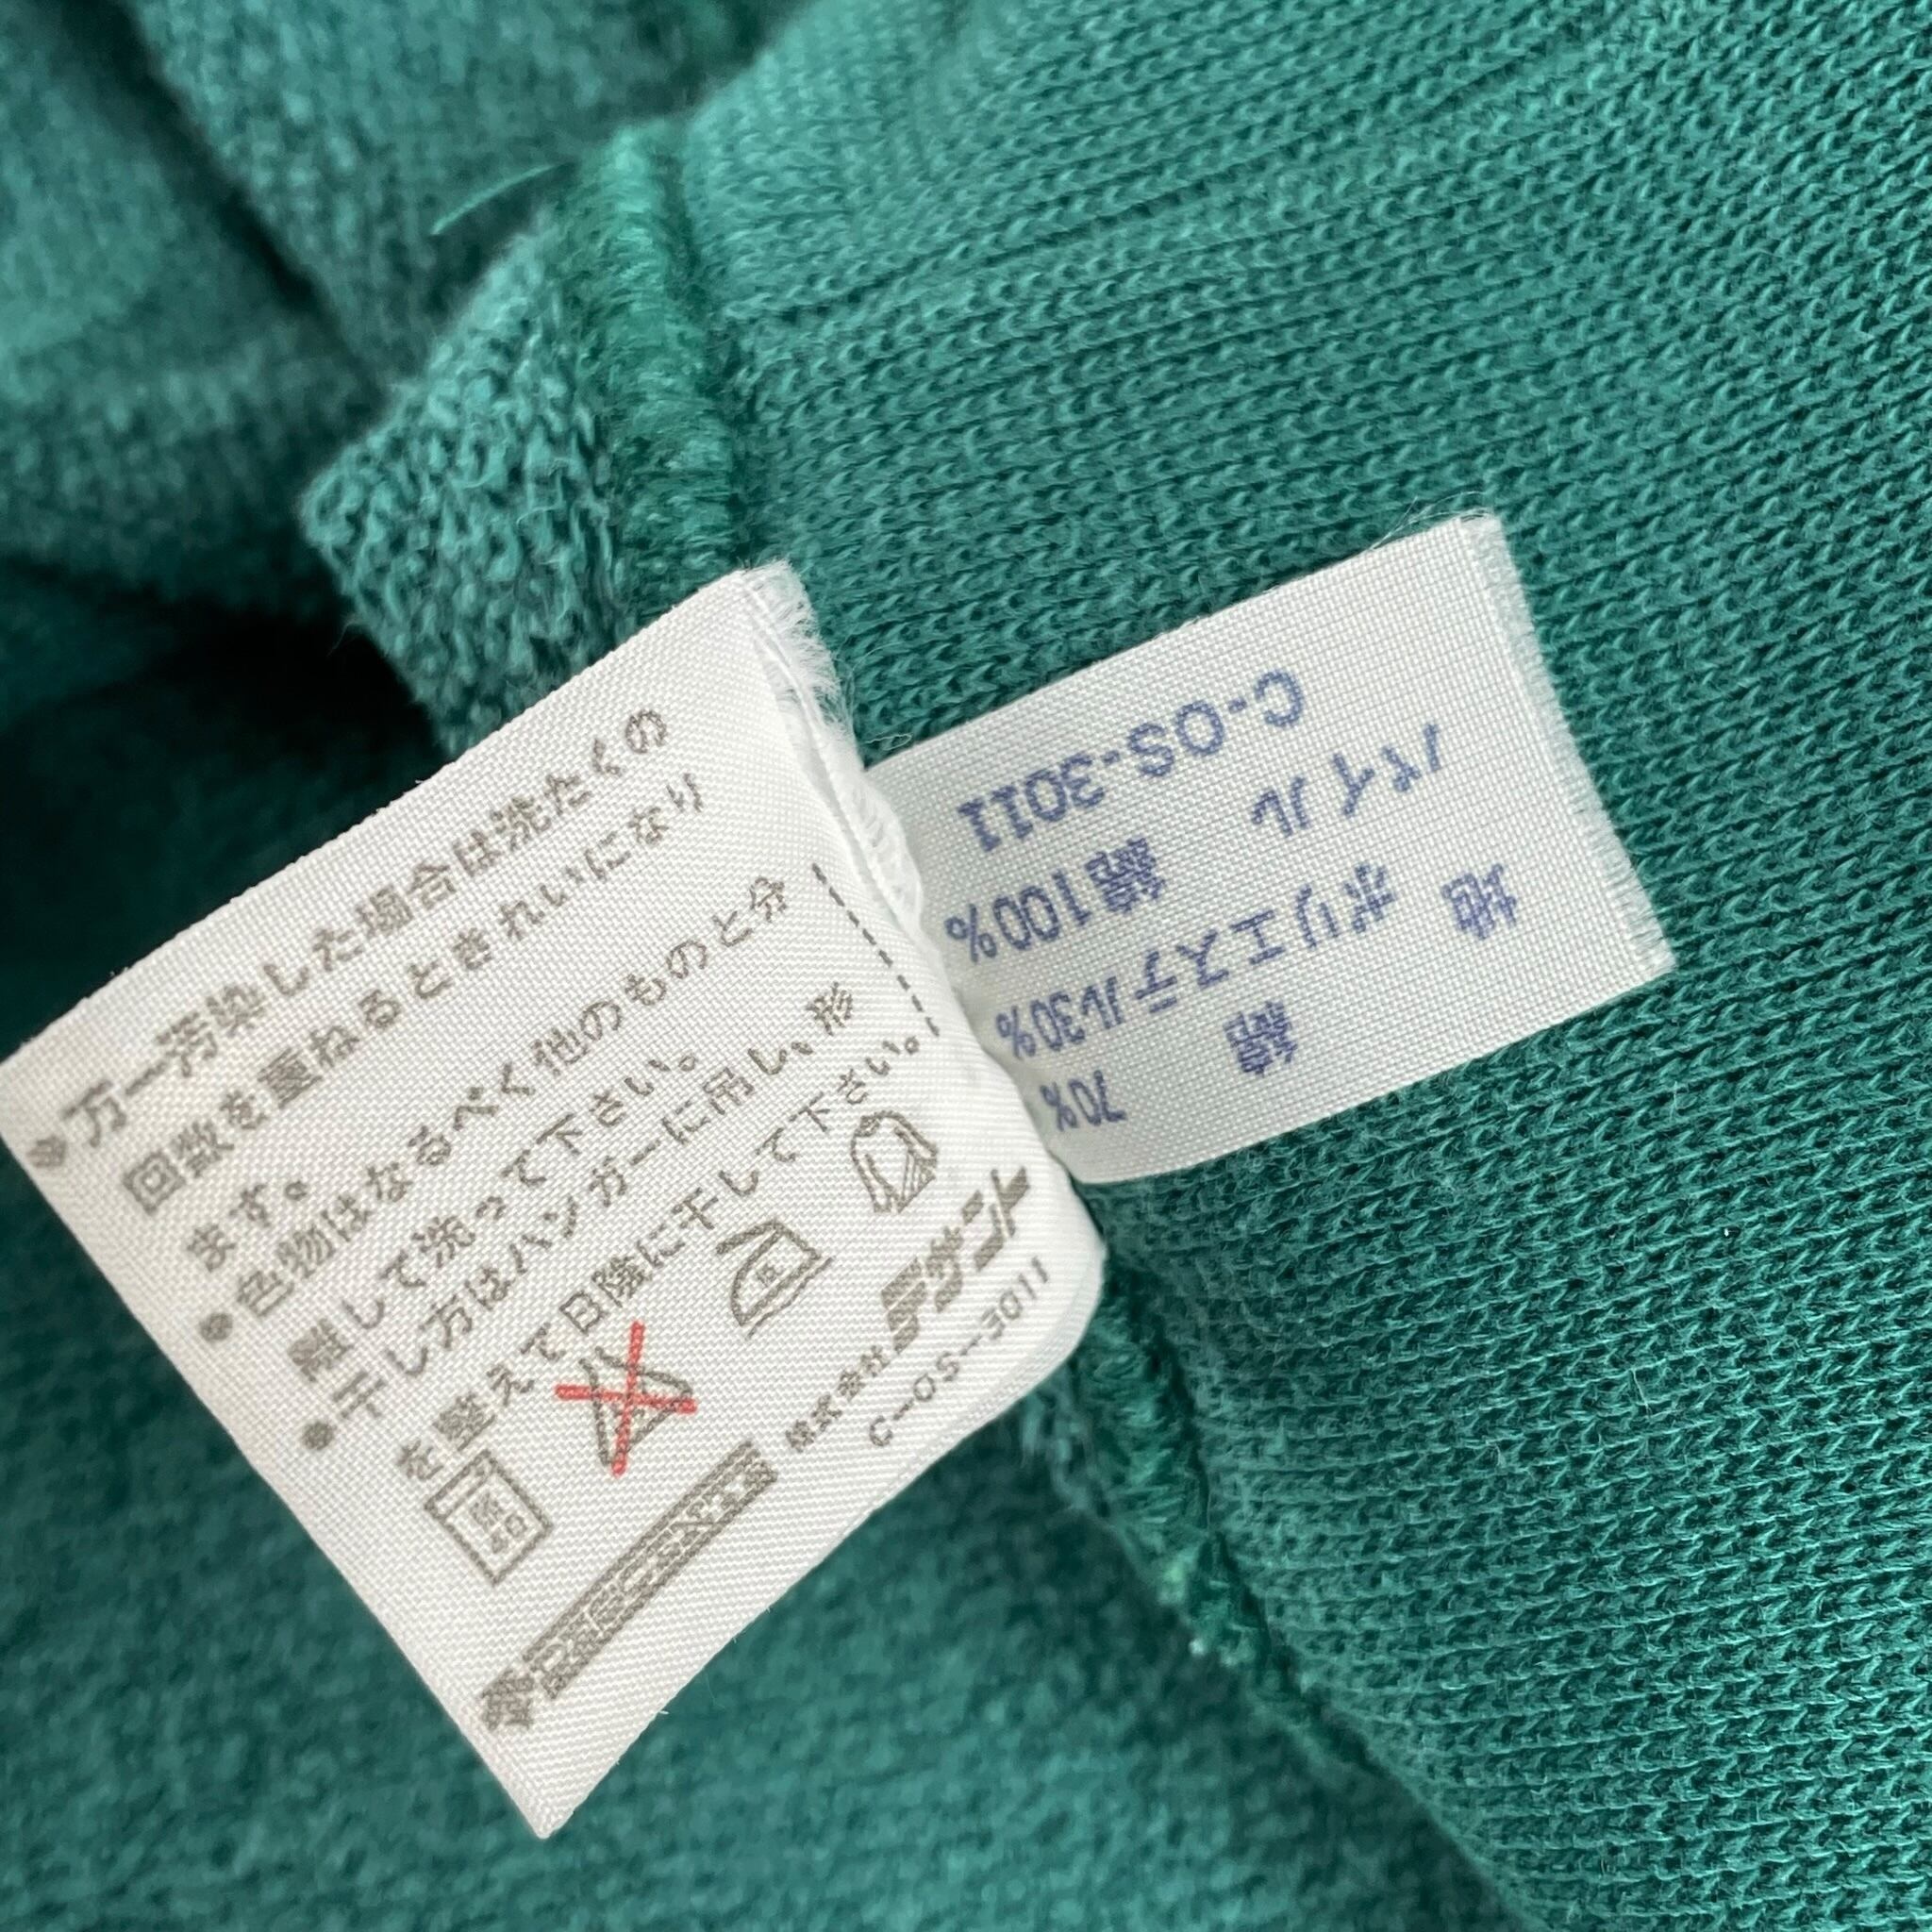 万一汚染した場合は洗たくの
回数を重ねるときれいになり
ます。
● 色物はなるべく他のものと分
離して洗って下さい。
● 干し方はハンガーに吊し、形
を整えて日陰に干して下さい。
40
株式会社
C-OS-3011
C-OS-3011
パイル 綿100%
地 ポリエステル30%
綿 70%